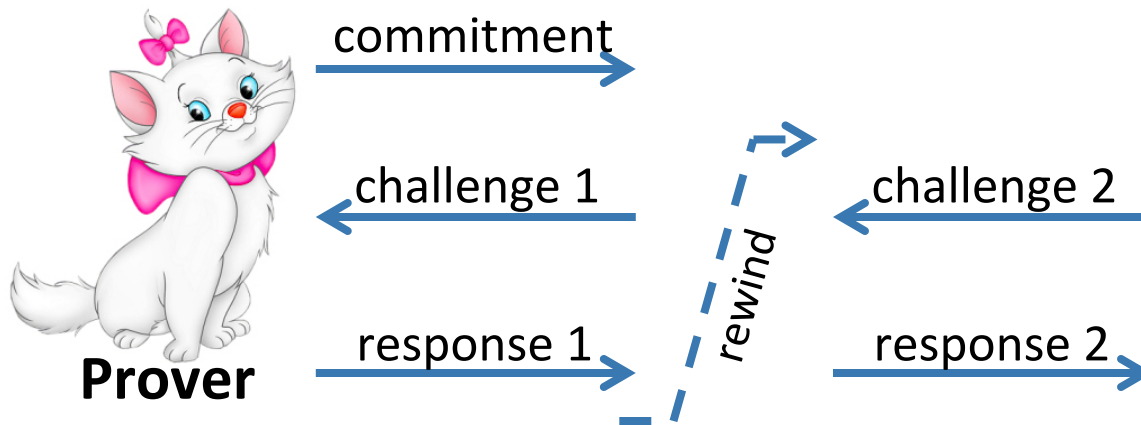 commitment
challenge 1
response 1
Prover
rewind
challenge 2
response 2